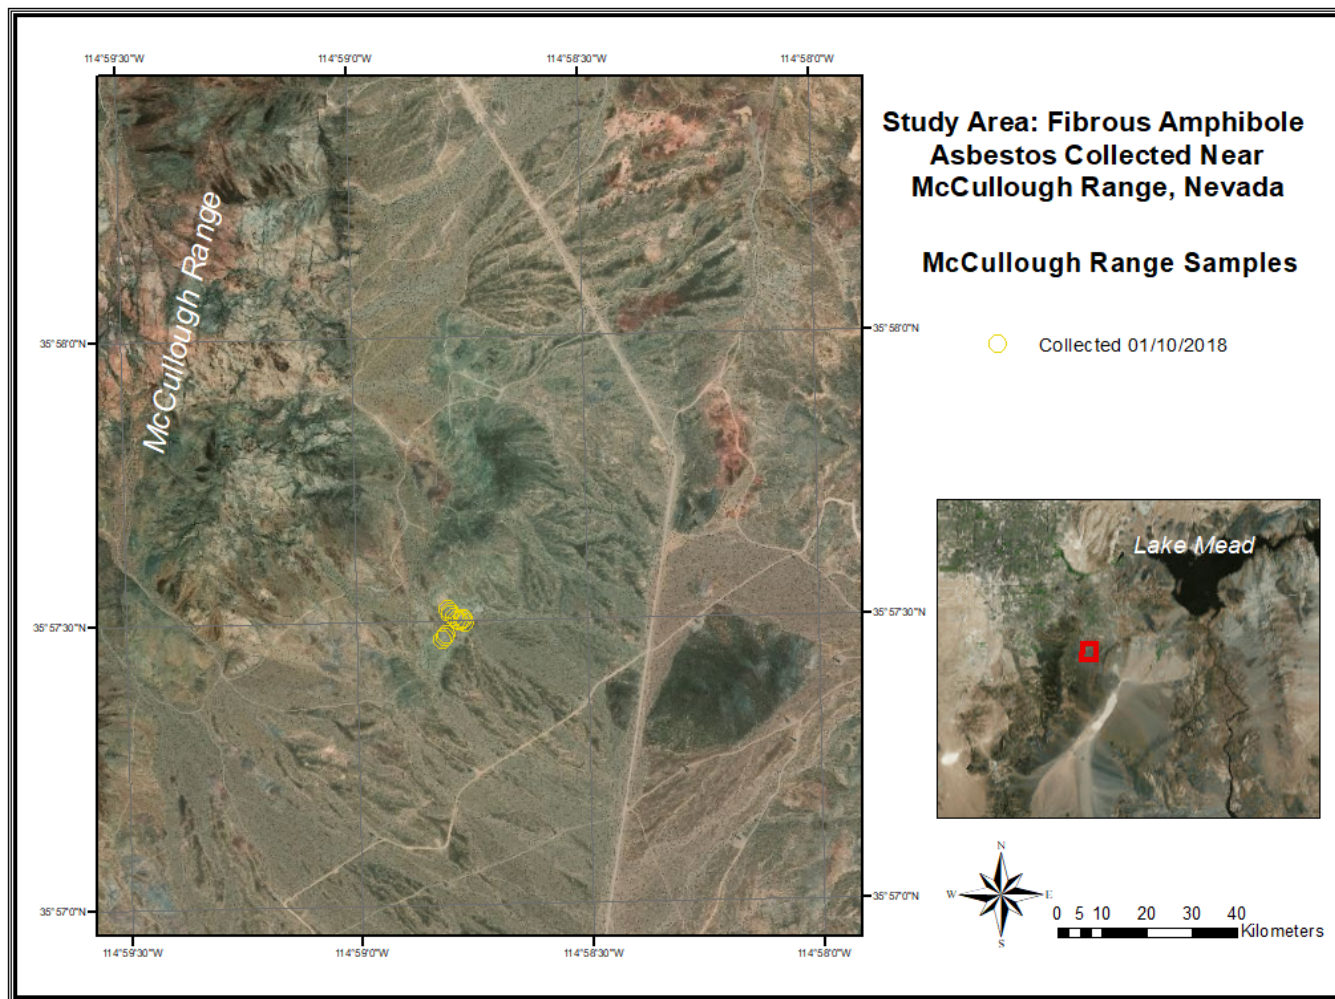 114°59'30"W 114°59'0"W 114°58'30"W 114°58'0"W
Study Area: Fibrous Amphibole
Asbestos Collected Near
McCullough Range, Nevada
McCullough Range Samples
Collected 01/10/2018
McCullough Range
35°58'0"N 35°58'0"N
35°57'30"N 35°57'30"N
35°57'0"N 35°57'0"N
114°59'30"W 114°59'0"W 114°58'30"W 114°58'0"W
Lake Mead
N
W E
S
0 5 10 20 30 40
Kilometers